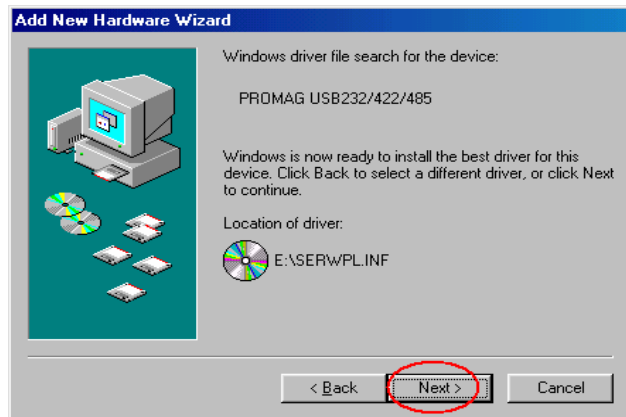 Add New Hardware Wizard
Windows driver file search for the device:
PROMAG USB232/422/485
Windows is now ready to install the best driver for this
device. Click Back to select a different driver, or click Next
to continue.
Location of driver:
E:\SERWPL.INF
< Back
Next >
Cancel